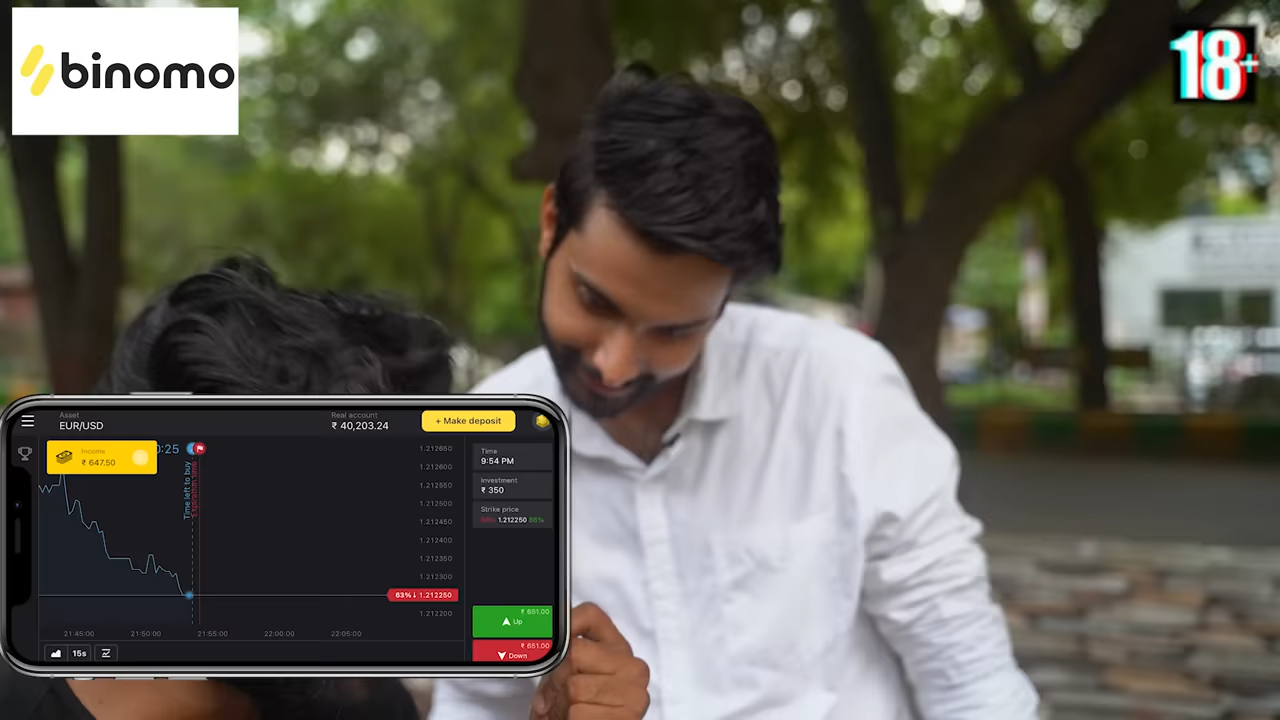 binomo
18+
Asset
EUR/USD
Real account
₹ 40,203.24
+ Make deposit
Income
₹ 647.50
0:25
Time left to buy
Expiration time
1.212650
1.212600
1.212550
1.212500
1.212450
1.212400
1.212350
1.212300
63% ↓ 1.212250
1.212200
Time
9:54 PM
Investment
₹ 350
Strike price
1.212250 86%
₹ 651.00
Up
₹ 651.00
Down
21:45:00
21:50:00
21:55:00
22:00:00
22:05:00
15s